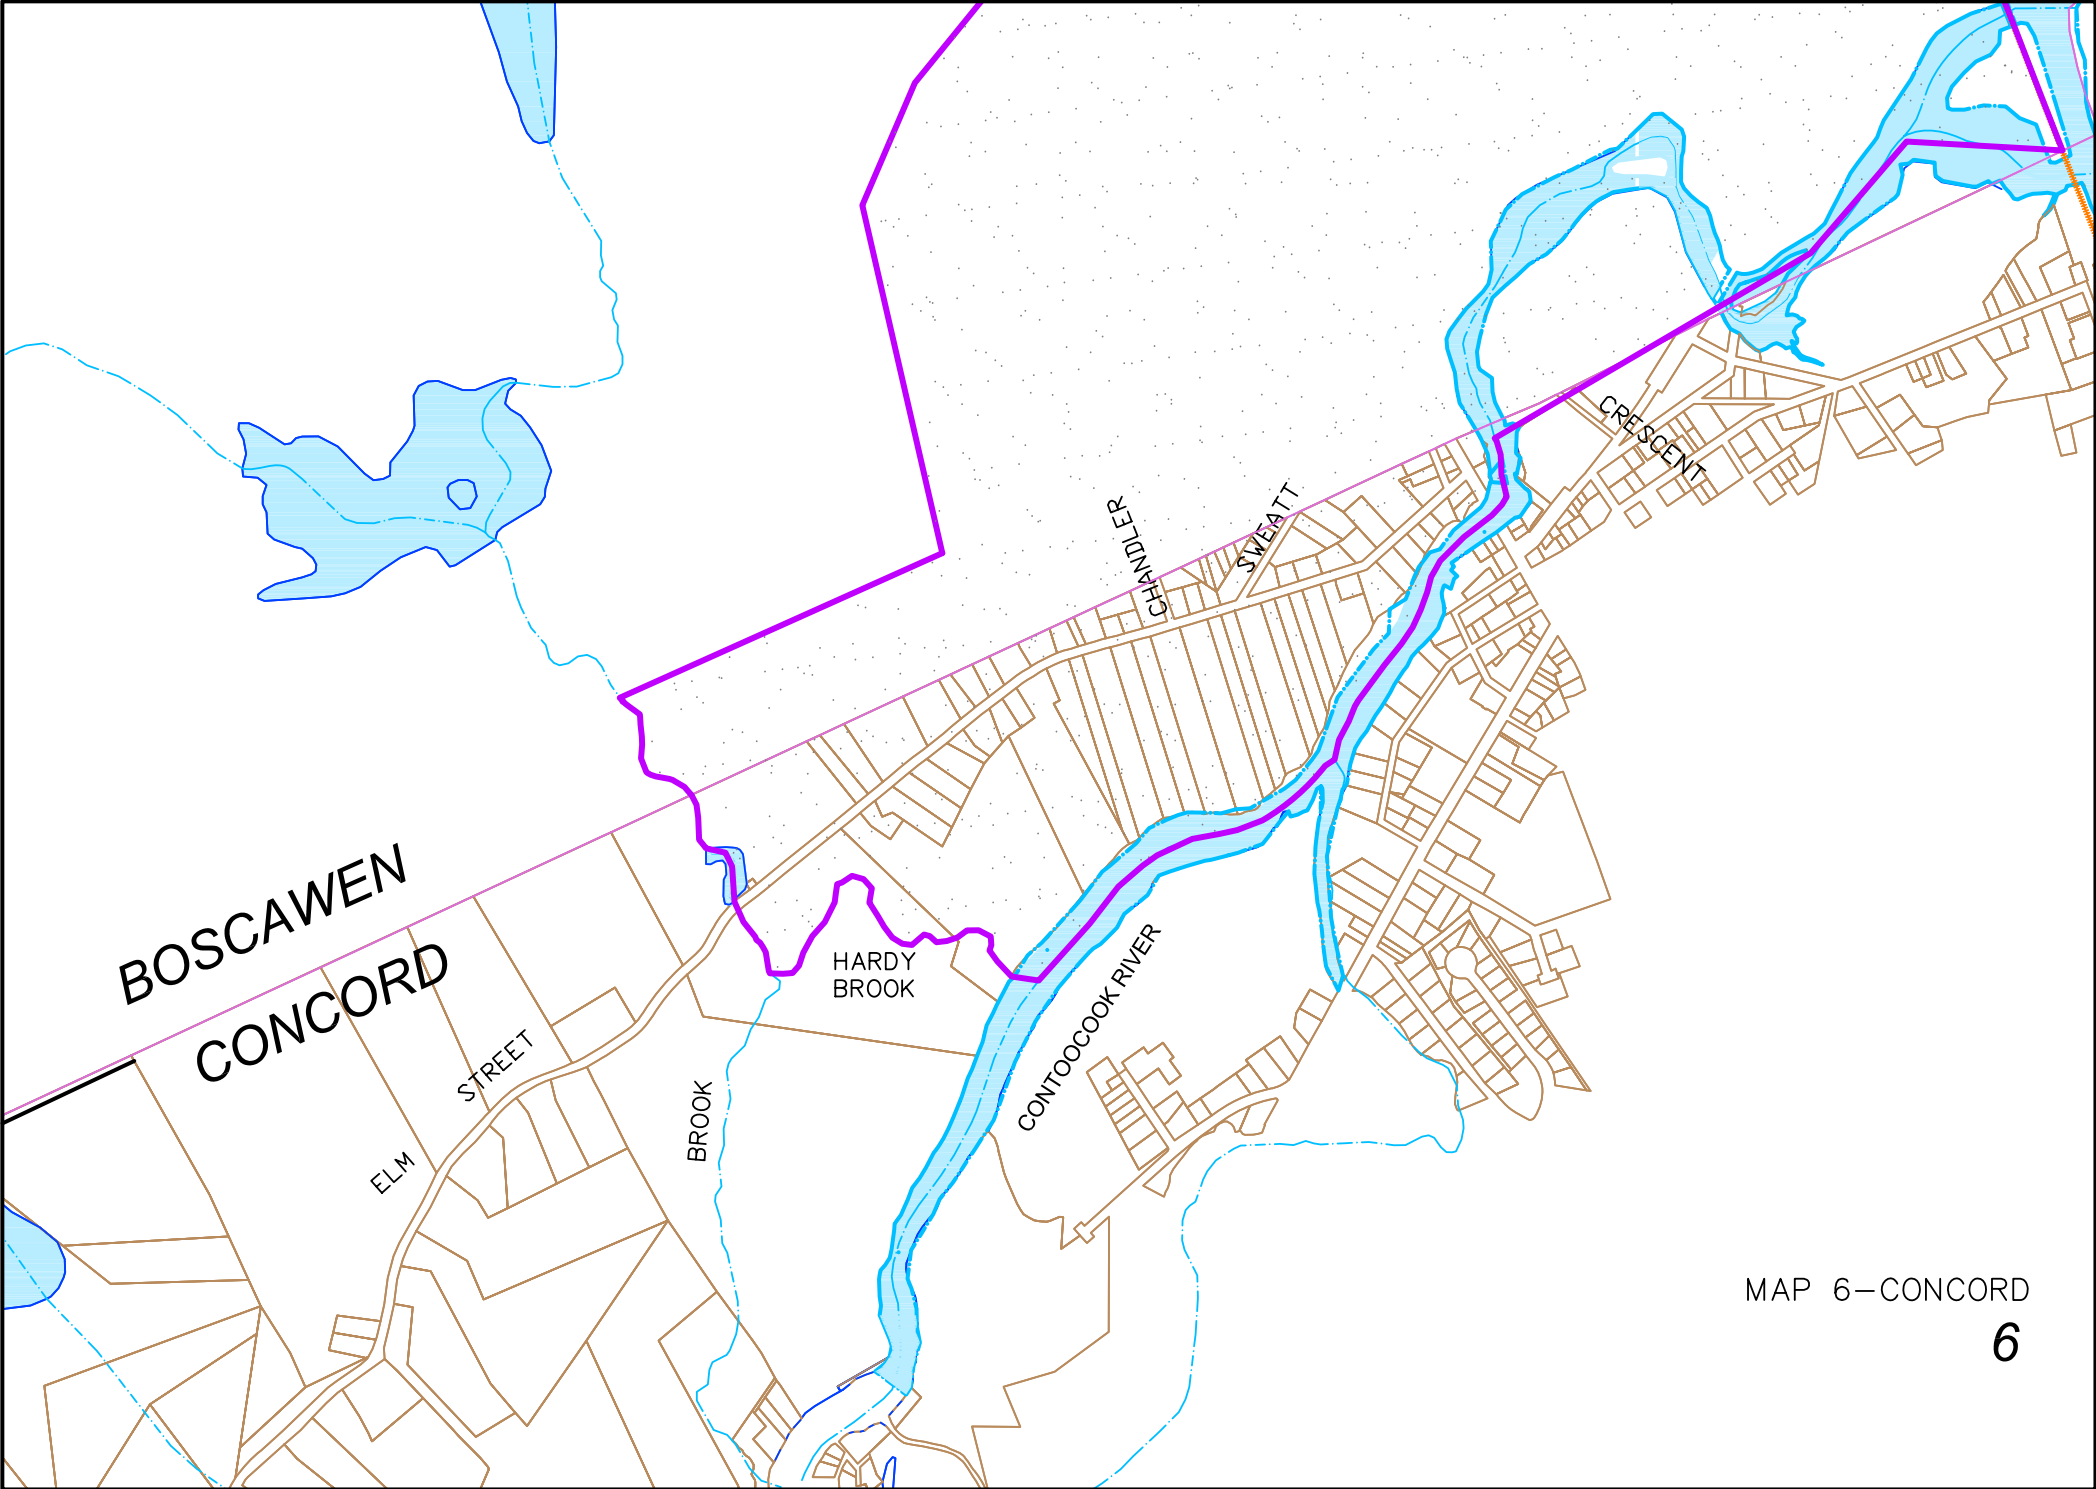 CRESCENT
CHANDLER
SWEATT
BOSCAWEN
CONCORD
HARDY
BROOK
CONTOOCOOK RIVER
STREET
ELM
BROOK
MAP 6-CONCORD
6